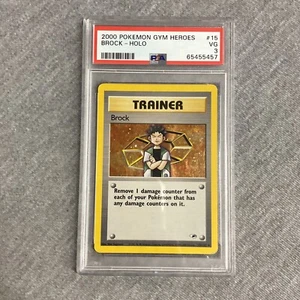 2000 POKEMON GYM HEROES #15
BROCK - HOLO VG
3
PSA 65455457
TRAINER
Brock
Remove 1 damage counter from
each of your Pokémon that
has any damage counters on it.